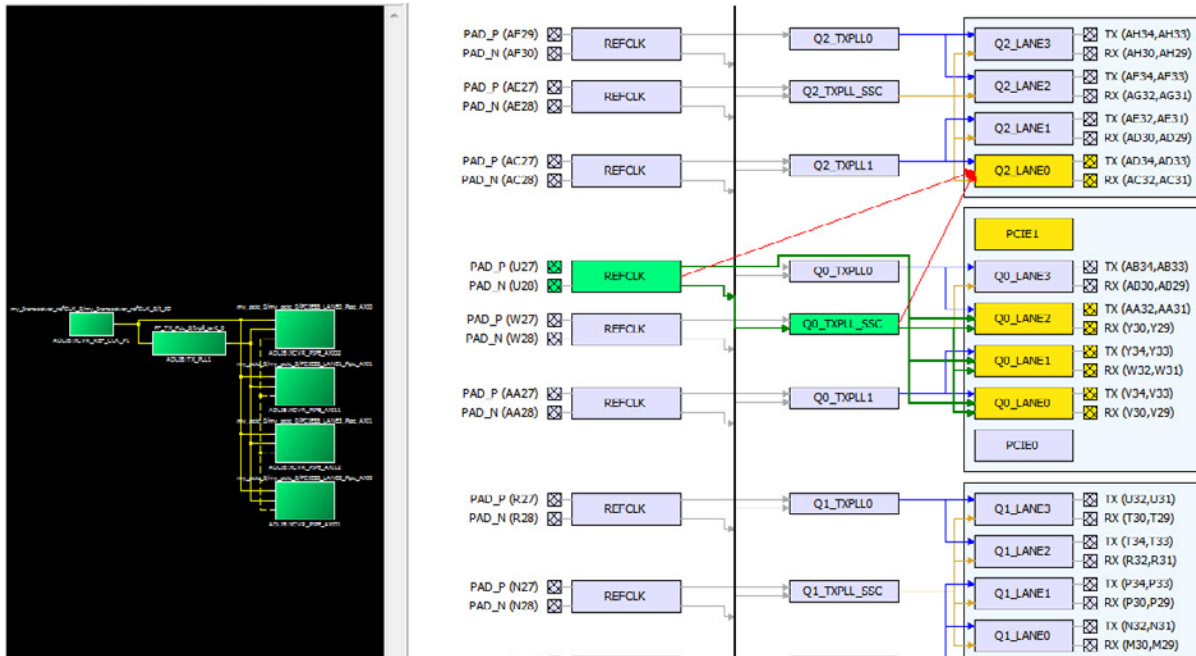 PAD_P (AF29)
PAD_N (AF30)
REFCLK
Q2_TXPLL0
Q2_LANE3
TX (AH34,AH33)
RX (AH30,AH29)
PAD_P (AE27)
PAD_N (AE28)
REFCLK
Q2_TXPLL_SSC
Q2_LANE2
TX (AF34,AF33)
RX (AG32,AG31)
Q2_LANE1
TX (AE32,AE31)
RX (AD30,AD29)
PAD_P (AC27)
PAD_N (AC28)
REFCLK
Q2_TXPLL1
Q2_LANE0
TX (AD34,AD33)
RX (AC32,AC31)
PCIE1
PAD_P (U27)
PAD_N (U28)
REFCLK
Q0_TXPLL0
Q0_LANE3
TX (AB34,AB33)
RX (AB30,AB29)
PAD_P (W27)
PAD_N (W28)
REFCLK
Q0_TXPLL_SSC
Q0_LANE2
TX (AA32,AA31)
RX (Y30,Y29)
Q0_LANE1
TX (Y34,Y33)
RX (W32,W31)
PAD_P (AA27)
PAD_N (AA28)
REFCLK
Q0_TXPLL1
Q0_LANE0
TX (V34,V33)
RX (V30,V29)
PCIE0
PAD_P (R27)
PAD_N (R28)
REFCLK
Q1_TXPLL0
Q1_LANE3
TX (U32,U31)
RX (T30,T29)
Q1_LANE2
TX (T34,T33)
RX (R32,R31)
PAD_P (N27)
PAD_N (N28)
REFCLK
Q1_TXPLL_SSC
Q1_LANE1
TX (P34,P33)
RX (P30,P29)
Q1_LANE0
TX (N32,N31)
RX (M30,M29)